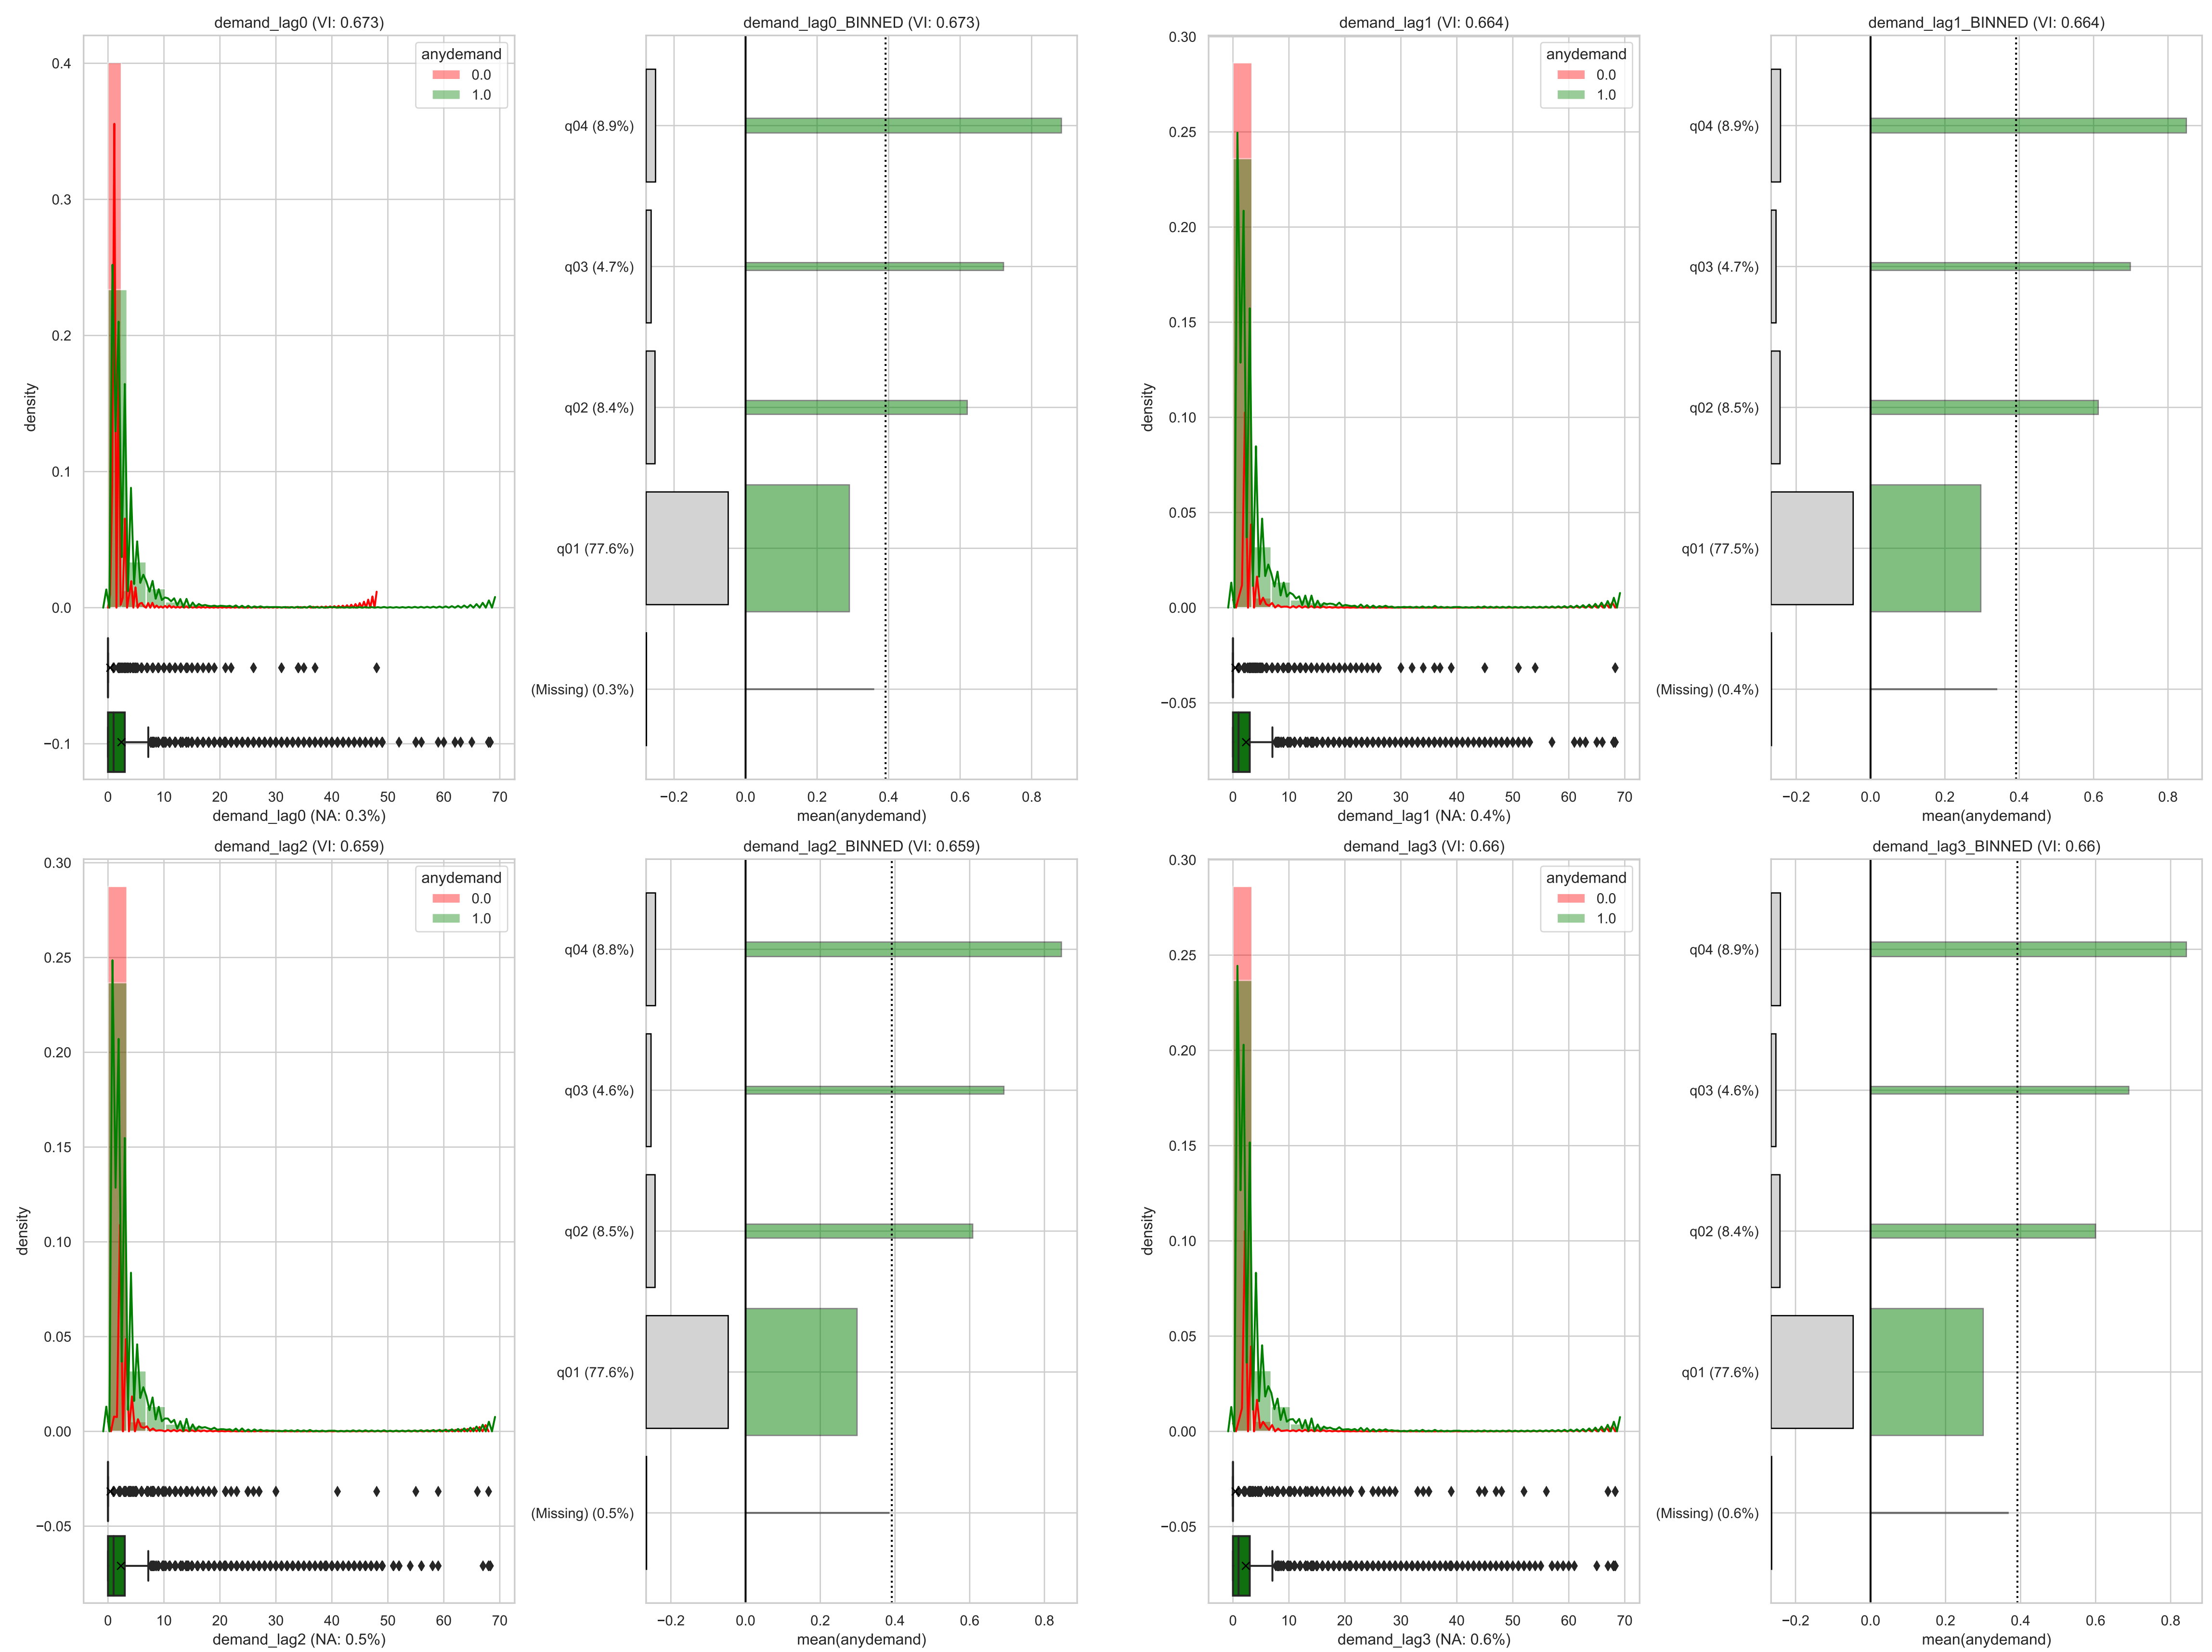 demand_lag0 (VI: 0.673)
density
0.4
0.3
0.2
0.1
0.0
−0.1
anydemand
0.0
1.0
0 10 20 30 40 50 60 70
demand_lag0 (NA: 0.3%)
demand_lag0_BINNED (VI: 0.673)
q04 (8.9%)
q03 (4.7%)
q02 (8.4%)
q01 (77.6%)
(Missing) (0.3%)
−0.2 0.0 0.2 0.4 0.6 0.8
mean(anydemand)
demand_lag1 (VI: 0.664)
density
0.30
0.25
0.20
0.15
0.10
0.05
0.00
−0.05
anydemand
0.0
1.0
0 10 20 30 40 50 60 70
demand_lag1 (NA: 0.4%)
demand_lag1_BINNED (VI: 0.664)
q04 (8.9%)
q03 (4.7%)
q02 (8.5%)
q01 (77.5%)
(Missing) (0.4%)
−0.2 0.0 0.2 0.4 0.6 0.8
mean(anydemand)
demand_lag2 (VI: 0.659)
density
0.30
0.25
0.20
0.15
0.10
0.05
0.00
−0.05
anydemand
0.0
1.0
0 10 20 30 40 50 60 70
demand_lag2 (NA: 0.5%)
demand_lag2_BINNED (VI: 0.659)
q04 (8.8%)
q03 (4.6%)
q02 (8.5%)
q01 (77.6%)
(Missing) (0.5%)
−0.2 0.0 0.2 0.4 0.6 0.8
mean(anydemand)
demand_lag3 (VI: 0.66)
density
0.30
0.25
0.20
0.15
0.10
0.05
0.00
−0.05
anydemand
0.0
1.0
0 10 20 30 40 50 60 70
demand_lag3 (NA: 0.6%)
demand_lag3_BINNED (VI: 0.66)
q04 (8.9%)
q03 (4.6%)
q02 (8.4%)
q01 (77.6%)
(Missing) (0.6%)
−0.2 0.0 0.2 0.4 0.6 0.8
mean(anydemand)